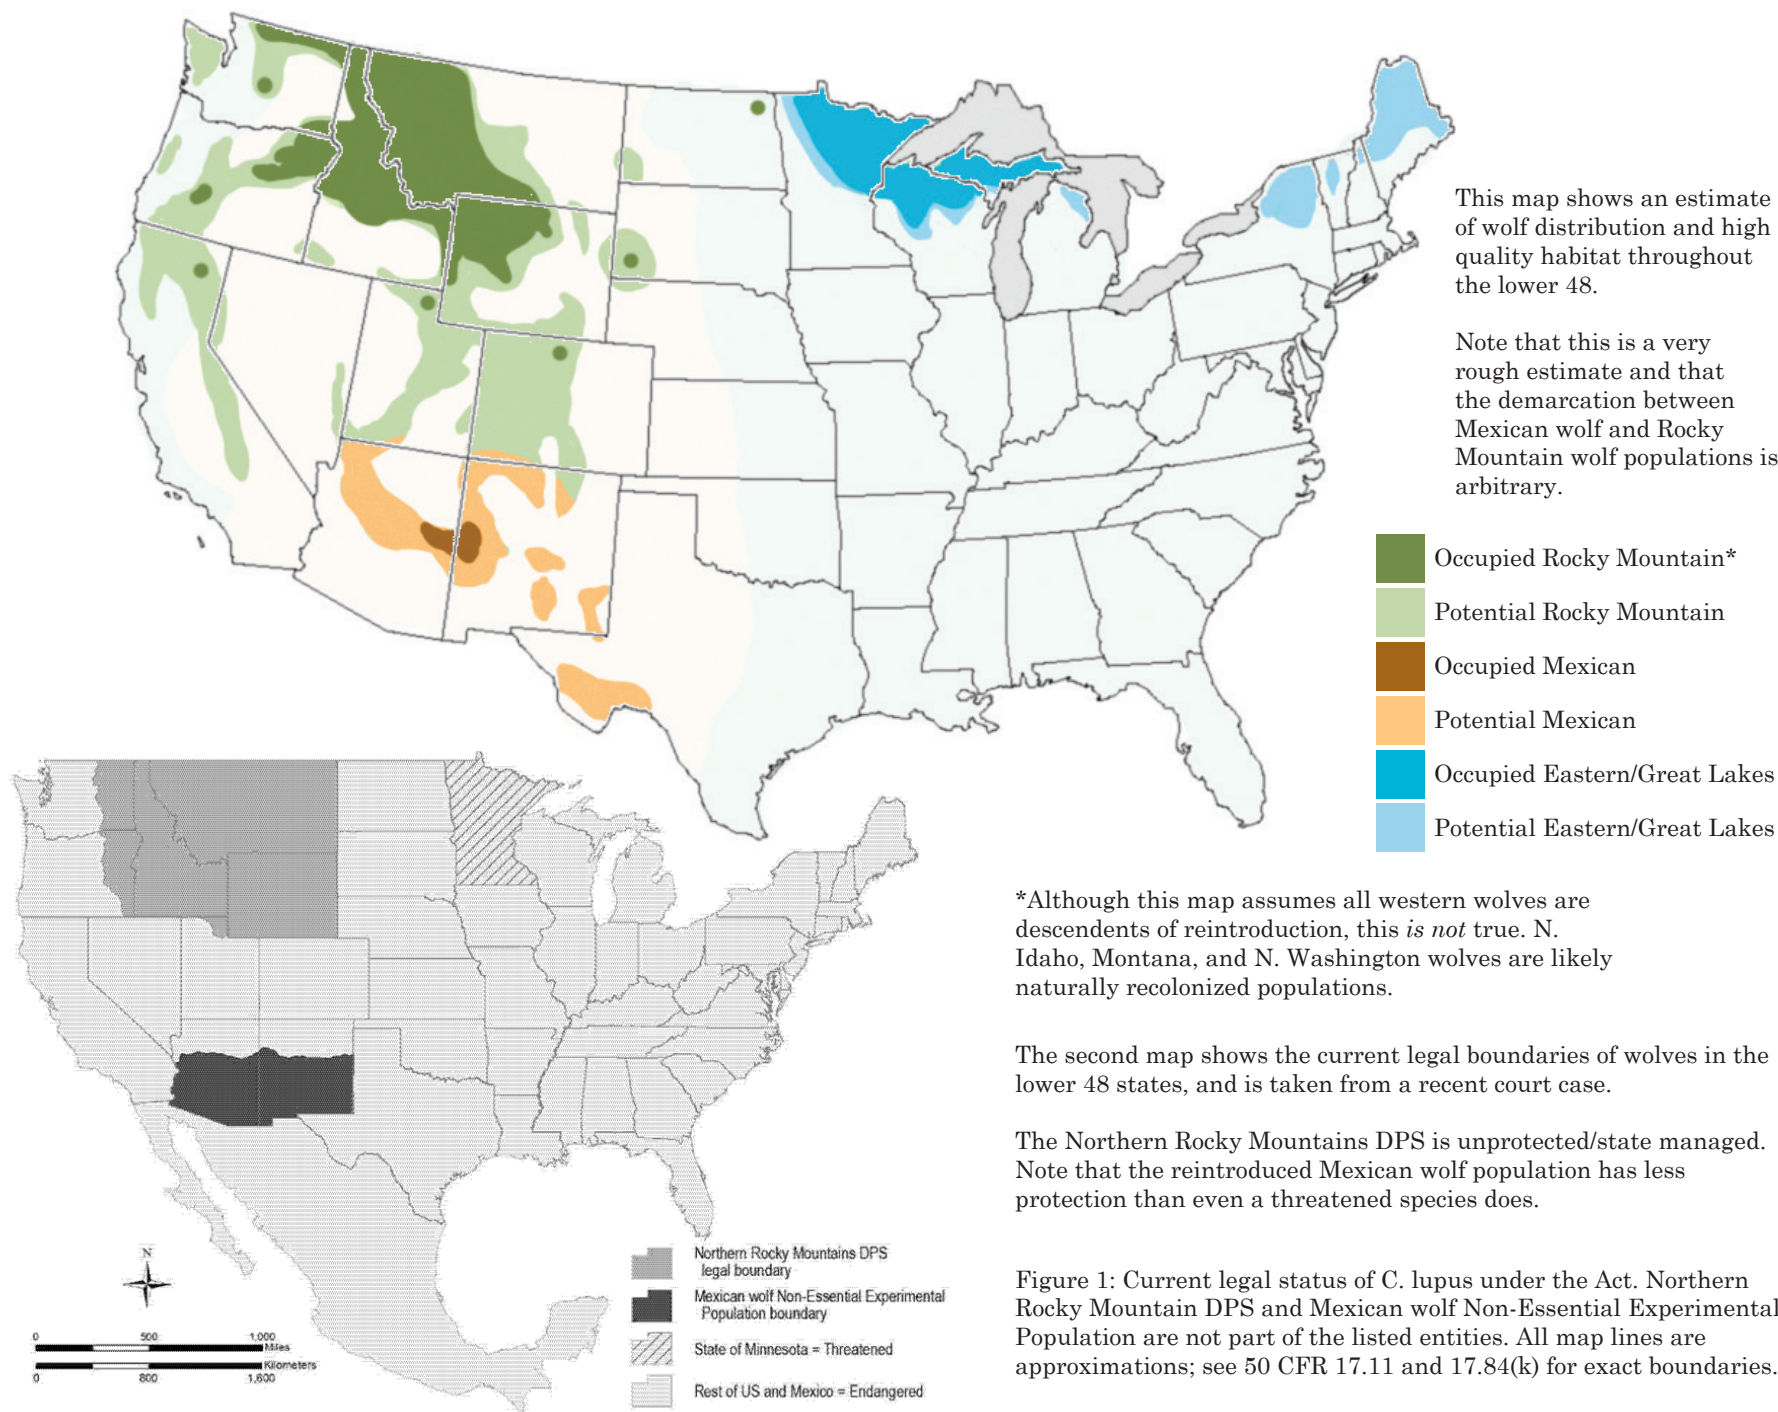 This map shows an estimate
of wolf distribution and high
quality habitat throughout
the lower 48.
Note that this is a very
rough estimate and that
the demarcation between
Mexican wolf and Rocky
Mountain wolf populations is
arbitrary.
Occupied Rocky Mountain*
Potential Rocky Mountain
Occupied Mexican
Potential Mexican
Occupied Eastern/Great Lakes
Potential Eastern/Great Lakes
*Although this map assumes all western wolves are
descendents of reintroduction, this is not true. N.
Idaho, Montana, and N. Washington wolves are likely
naturally recolonized populations.
The second map shows the current legal boundaries of wolves in the
lower 48 states, and is taken from a recent court case.
The Northern Rocky Mountains DPS is unprotected/state managed.
Note that the reintroduced Mexican wolf population has less
protection than even a threatened species does.
Figure 1: Current legal status of C. lupus under the Act. Northern
Rocky Mountain DPS and Mexican wolf Non-Essential Experimental
Population are not part of the listed entities. All map lines are
approximations; see 50 CFR 17.11 and 17.84(k) for exact boundaries.
Northern Rocky Mountains DPS
legal boundary
Mexican wolf Non-Essential Experimental
Population boundary
State of Minnesota = Threatened
Rest of US and Mexico = Endangered
N
0 500 1,000
Miles
Kilometers
0 800 1,600